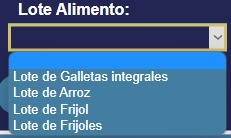 Lote Alimento:
Lote de Galletas integrales
Lote de Arroz
Lote de Frijol
Lote de Frijoles